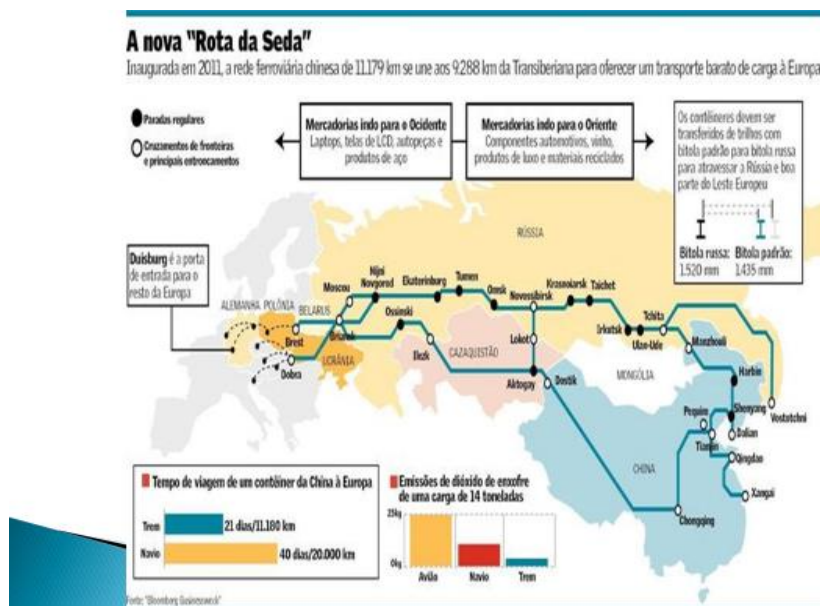 A nova "Rota da Seda"
Inaugurada em 2011, a rede ferroviária chinesa de 11.179 km se une aos 9.288 km da Transiberiana para oferecer um transporte barato de carga à Europa
Paradas regulares
Cruzamentos de fronteiras
e principais entroncamentos
Mercadorias indo para o Ocidente
Laptops, telas de LCD, autopeças e
produtos de aço
Mercadorias indo para o Oriente
Componentes automotivos, vinho,
produtos de luxo e materiais reciclados
Os contêineres devem ser
transferidos de trilhos com
bitola padrão para bitola russa
para atravessar a Rússia e boa
parte do Leste Europeu
Bitola russa:
1.520 mm
Bitola padrão:
1.435 mm
Duisburg é a porta
de entrada para o
resto da Europa
RÚSSIA
ALEMANHA
POLÔNIA
BELARUS
UCRÂNIA
CAZAQUISTÃO
MONGÓLIA
CHINA
Brest
Dobra
Briansk
Moscou
Nijni
Novgorod
Ossinski
Ilezk
Ekaterinburg
Tumen
Omsk
Novossibirsk
Lokot
Aktogay
Dostik
Krasnoiarsk
Taichet
Irkutsk
Ulan-Ude
Tchita
Manzhouli
Harbin
Vostotchni
Shenyang
Dalian
Pequim
Tianjin
Qingdao
Xangai
Chongqing
Tempo de viagem de um contêiner da China à Europa
Trem
21 dias/11.180 km
Navio
40 dias/20.000 km
Emissões de dióxido de enxofre
de uma carga de 14 toneladas
25kg
0kg
Avião
Navio
Trem
Fonte: "Bloomberg Businessweek"